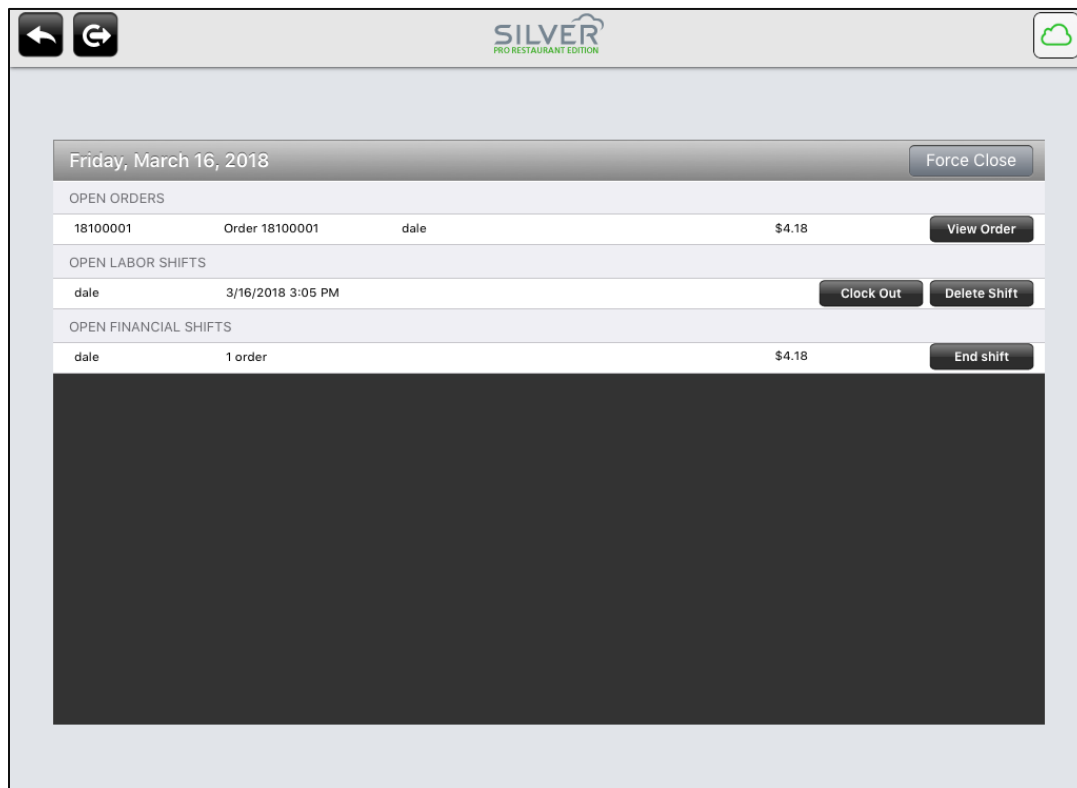 SILVER
PRO RESTAURANT EDITION
Friday, March 16, 2018 Force Close
OPEN ORDERS
18100001 Order 18100001 dale $4.18 View Order
OPEN LABOR SHIFTS
dale 3/16/2018 3:05 PM Clock Out Delete Shift
OPEN FINANCIAL SHIFTS
dale 1 order $4.18 End shift